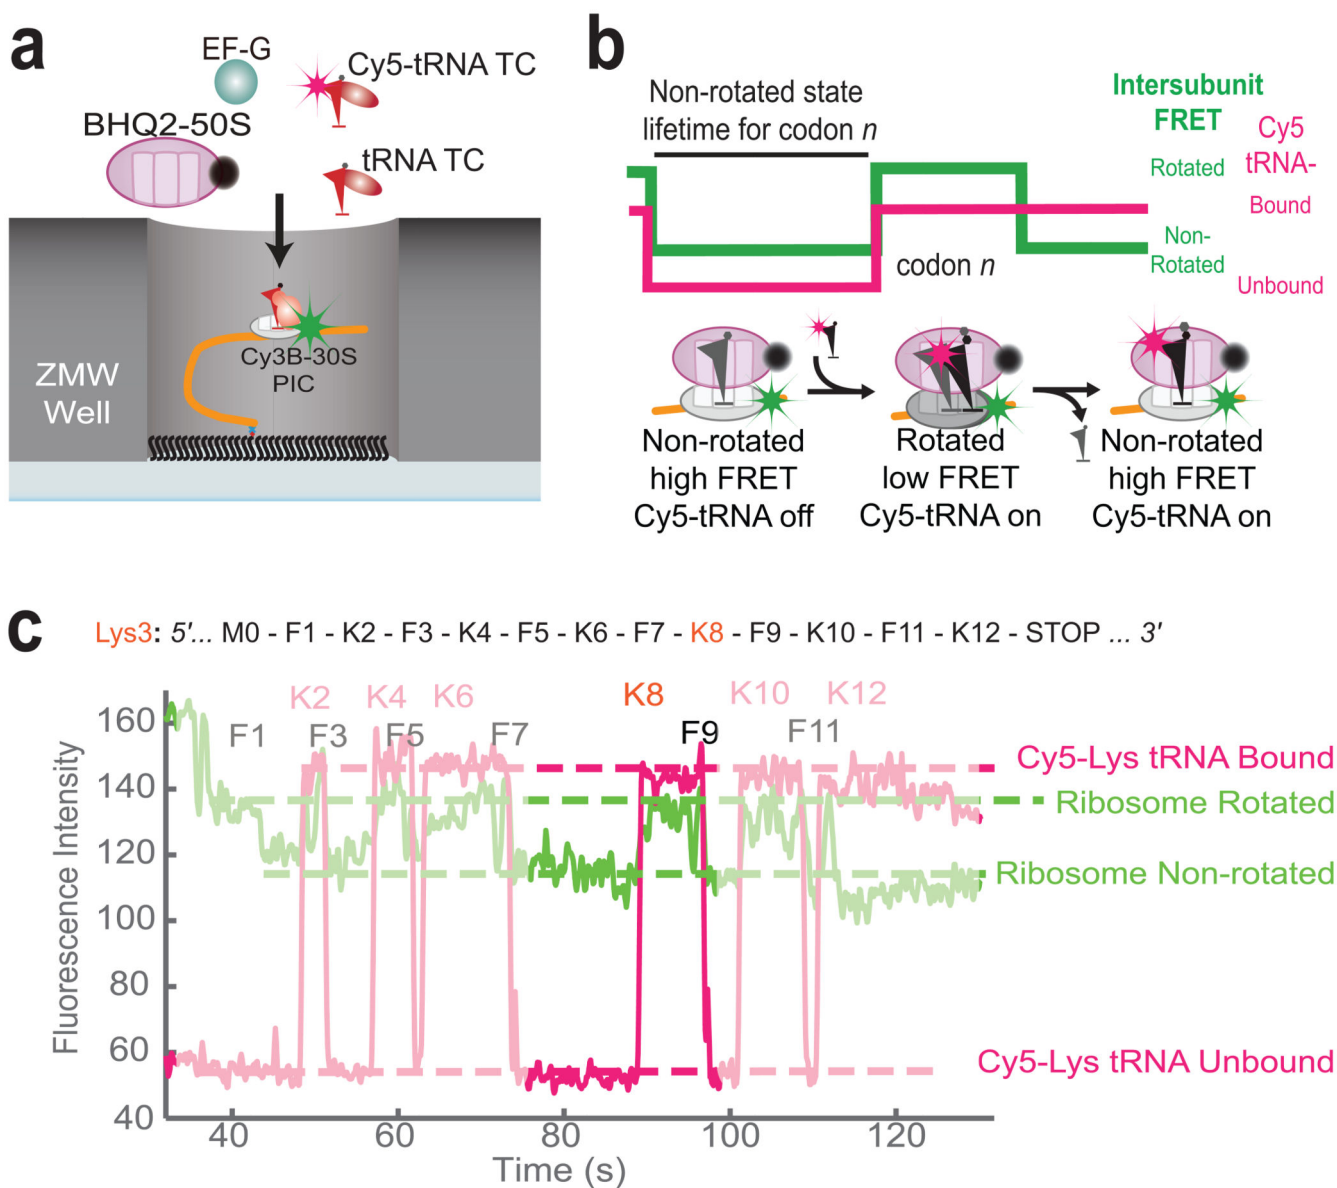 a
EF-G
Cy5-tRNA TC
BHQ2-50S
tRNA TC
Cy3B-30S
PIC
ZMW
Well
b
Non-rotated state
lifetime for codon n
Intersubunit
FRET
Cy5
tRNA-
Rotated
Bound
Non-
Rotated
Unbound
codon n
Non-rotated
high FRET
Cy5-tRNA off
Rotated
low FRET
Cy5-tRNA on
Non-rotated
high FRET
Cy5-tRNA on
c
Lys3: 5'... M0 - F1 - K2 - F3 - K4 - F5 - K6 - F7 - K8 - F9 - K10 - F11 - K12 - STOP ... 3'
K2 K4 K6 K8 K10 K12
F1 F3 F5 F7 F9 F11
Fluorescence Intensity
160
140
120
100
80
60
40
Cy5-Lys tRNA Bound
Ribosome Rotated
Ribosome Non-rotated
Cy5-Lys tRNA Unbound
40 60 80 100 120
Time (s)